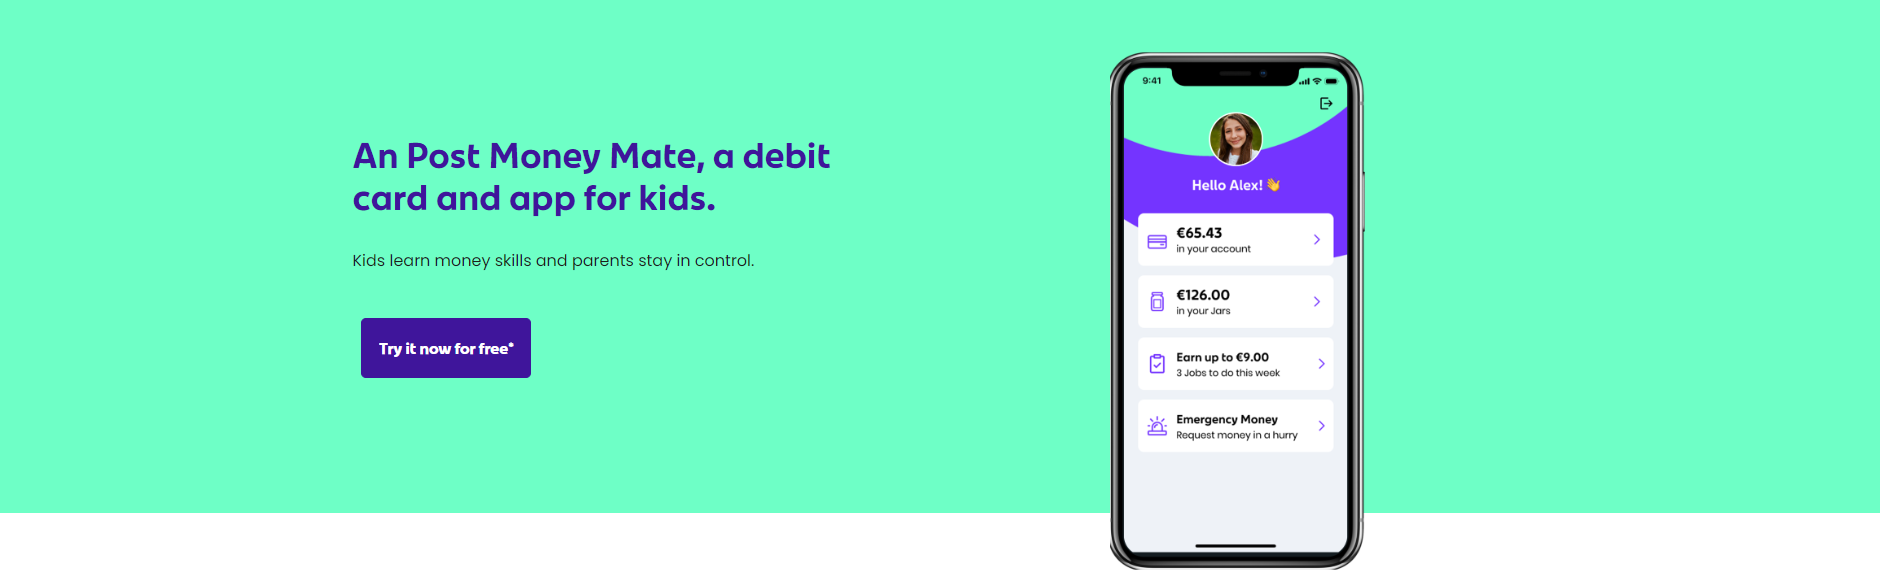 An Post Money Mate, a debit
card and app for kids.
Kids learn money skills and parents stay in control.
Try it now for free*
9:41
Hello Alex! 👋
€65.43
in your account
€126.00
in your Jars
Earn up to €9.00
3 Jobs to do this week
Emergency Money
Request money in a hurry